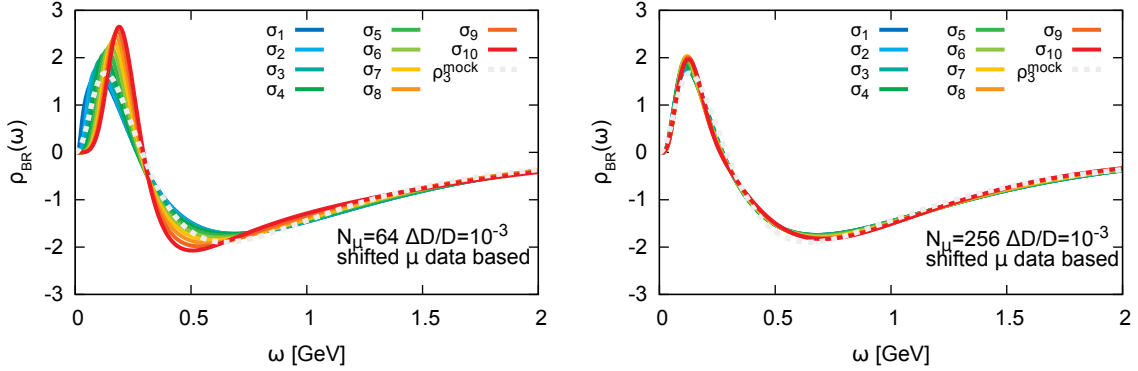 3
2
1
0
-1
-2
-3
ρBR(ω)
σ1
σ2
σ3
σ4
σ5
σ6
σ7
σ8
σ9
σ10
ρ3mock
Nμ=64 ΔD/D=10-3
shifted μ data based
0 0.5 1 1.5 2
ω [GeV]
3
2
1
0
-1
-2
-3
ρBR(ω)
σ1
σ2
σ3
σ4
σ5
σ6
σ7
σ8
σ9
σ10
ρ3mock
Nμ=256 ΔD/D=10-3
shifted μ data based
0 0.5 1 1.5 2
ω [GeV]